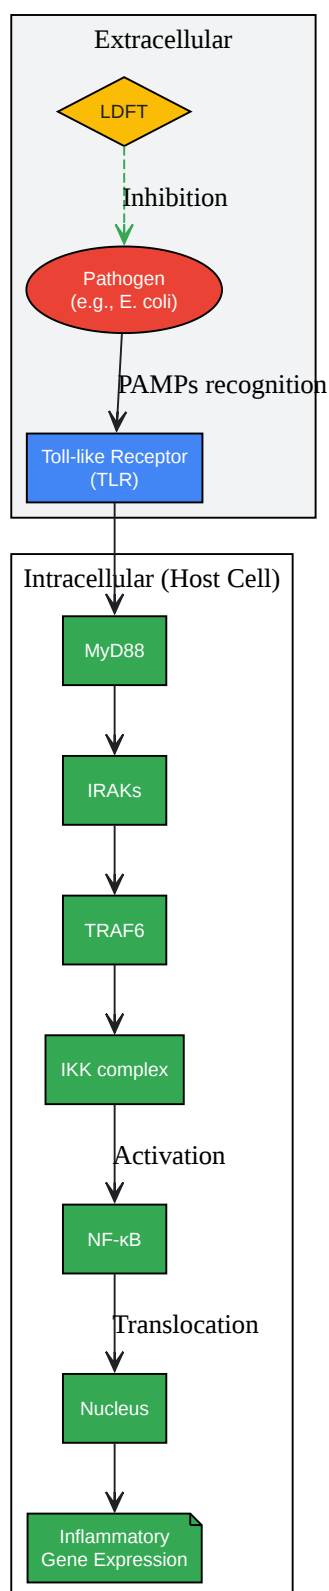 Extracellular
LDFT
Inhibition
Pathogen
(e.g., E. coli)
PAMPs recognition
Toll-like Receptor
(TLR)
Intracellular (Host Cell)
MyD88
IRAKs
TRAF6
IKK complex
Activation
NF-κB
Translocation
Nucleus
Inflammatory
Gene Expression